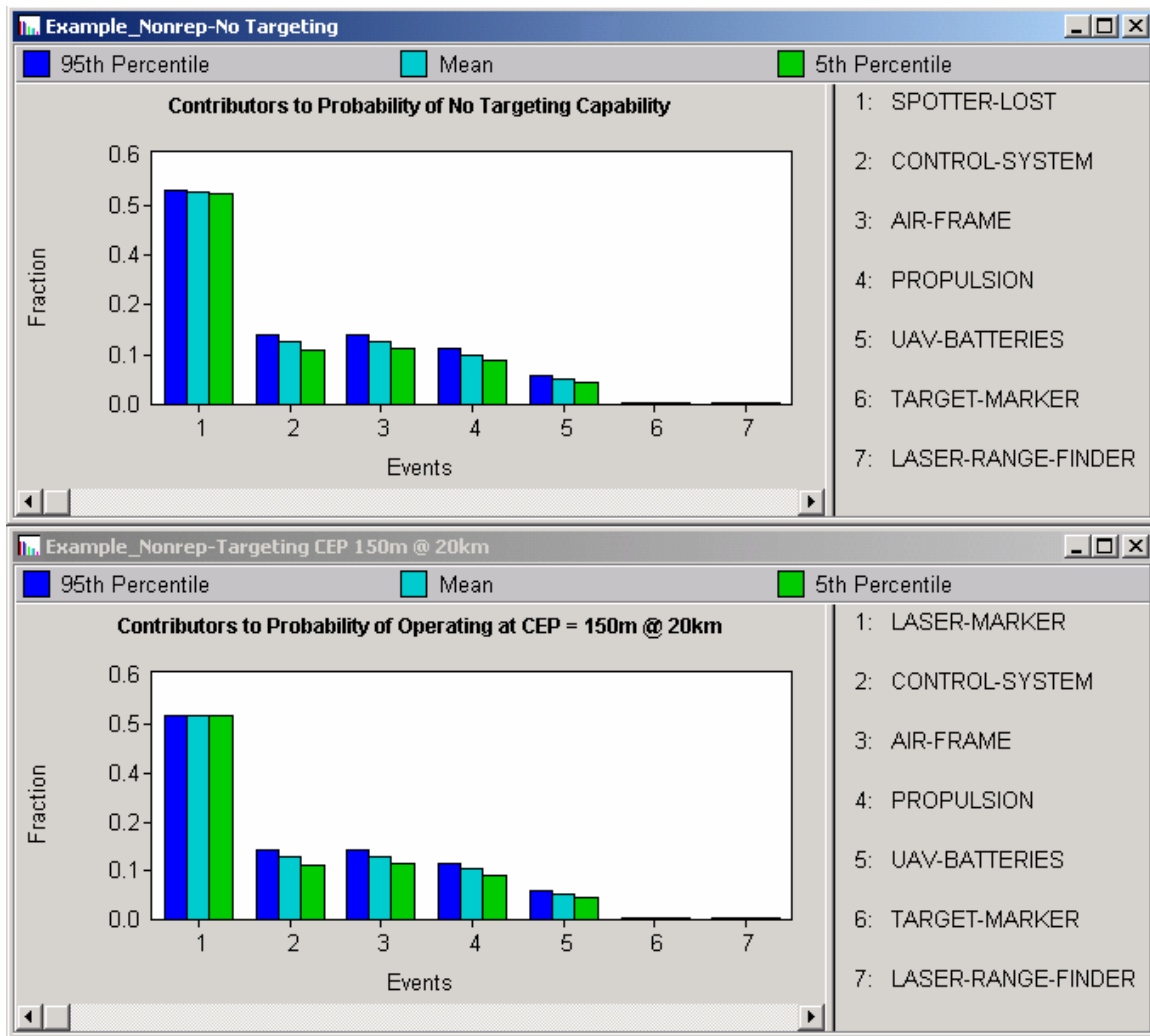 Example_Nonrep-No Targeting
95th Percentile Mean 5th Percentile
Contributors to Probability of No Targeting Capability
0.6
0.5
0.4
0.2
0.1
0.0
Fraction
1 2 3 4 5 6 7
Events
1: SPOTTER-LOST
2: CONTROL-SYSTEM
3: AIR-FRAME
4: PROPULSION
5: UAV-BATTERIES
6: TARGET-MARKER
7: LASER-RANGE-FINDER
Example_Nonrep-Targeting CEP 150m @ 20km
95th Percentile Mean 5th Percentile
Contributors to Probability of Operating at CEP = 150m @ 20km
0.6
0.5
0.4
0.2
0.1
0.0
Fraction
1 2 3 4 5 6 7
Events
1: LASER-MARKER
2: CONTROL-SYSTEM
3: AIR-FRAME
4: PROPULSION
5: UAV-BATTERIES
6: TARGET-MARKER
7: LASER-RANGE-FINDER